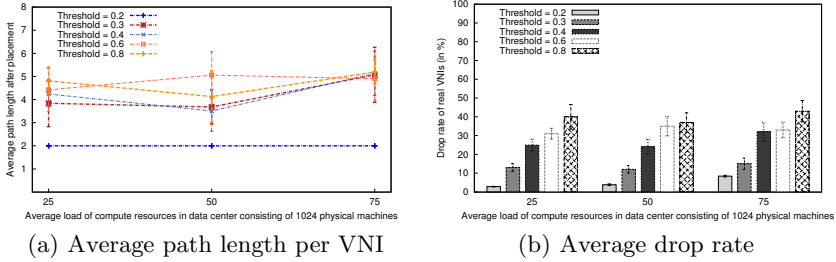 Average path length after placement
8
7
6
5
4
3
2
1
Threshold = 0.2
Threshold = 0.3
Threshold = 0.4
Threshold = 0.6
Threshold = 0.8
25
50
75
Average load of compute resources in data center consisting of 1024 physical machines
(a) Average path length per VNI
Drop rate of real VNIs (in %)
100
90
80
70
60
50
40
30
20
10
0
Threshold = 0.2
Threshold = 0.3
Threshold = 0.4
Threshold = 0.6
Threshold = 0.8
25
50
75
Average load of compute resources in data center consisting of 1024 physical machines
(b) Average drop rate